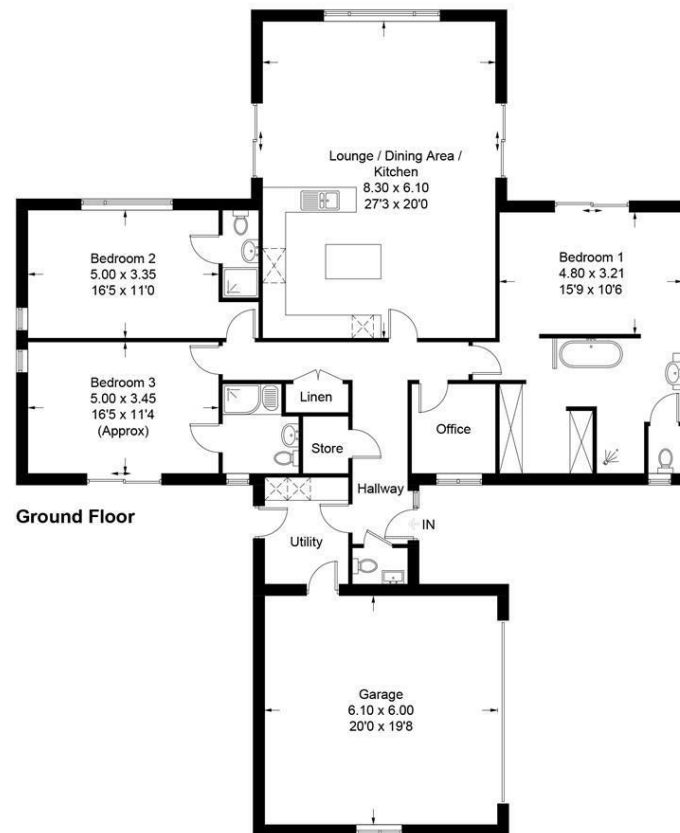 Lounge / Dining Area /
Kitchen
8.30 x 6.10
27'3 x 20'0
Bedroom 2
5.00 x 3.35
16'5 x 11'0
Bedroom 1
4.80 x 3.21
15'9 x 10'6
Bedroom 3
5.00 x 3.45
16'5 x 11'4
(Approx)
Linen
Store
Office
Hallway
IN
Ground Floor
Utility
Garage
6.10 x 6.00
20'0 x 19'8